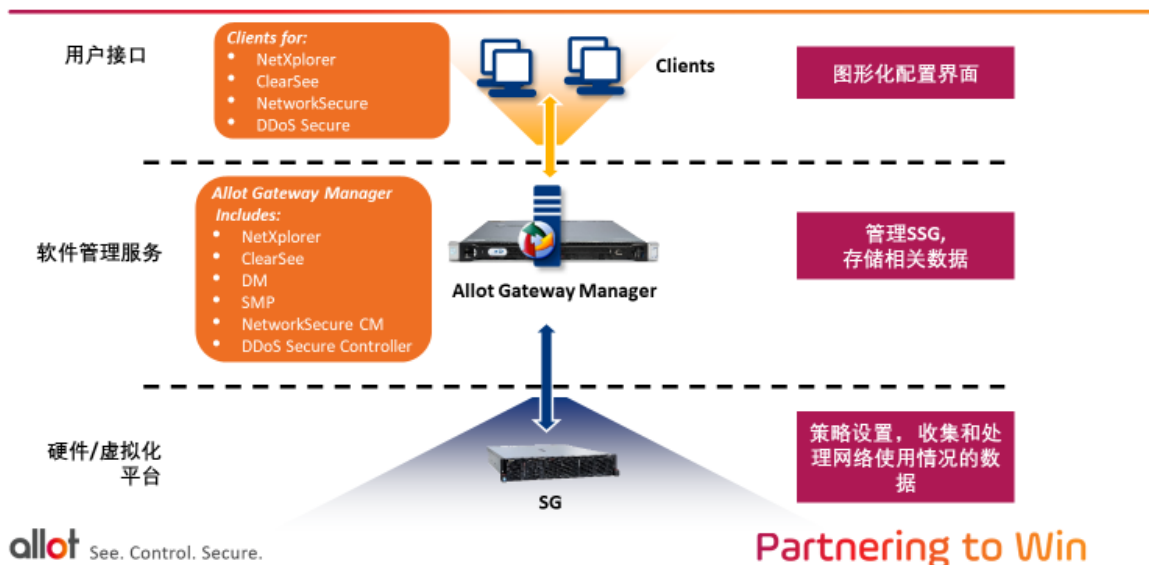 用户接口
Clients for:
• NetXplorer
• ClearSee
• NetworkSecure
• DDoS Secure
Clients
图形化配置界面
软件管理服务
Allot Gateway Manager
Includes:
• NetXplorer
• ClearSee
• DM
• SMP
• NetworkSecure CM
• DDoS Secure Controller
Allot Gateway Manager
管理SSG,
存储相关数据
硬件/虚拟化
平台
SG
策略设置，收集和处
理网络使用情况的数
据
allot See. Control. Secure.
Partnering to Win